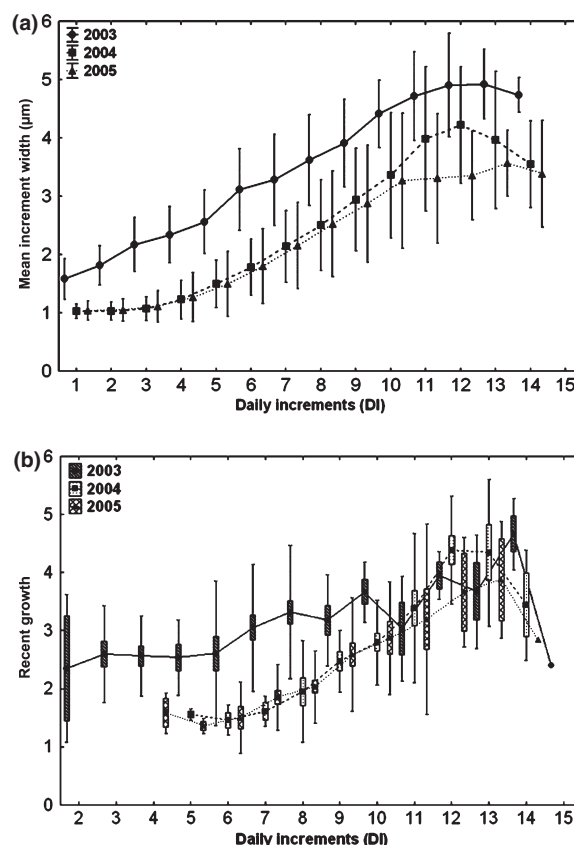 (a)
2003
2004
2005
Mean increment width (µm)
6
5
4
3
2
1
0
1 2 3 4 5 6 7 8 9 10 11 12 13 14 15
Daily increments (DI)
(b)
2003
2004
2005
Recent growth
6
5
4
3
2
1
0
2 3 4 5 6 7 8 9 10 11 12 13 14 15
Daily increments (DI)